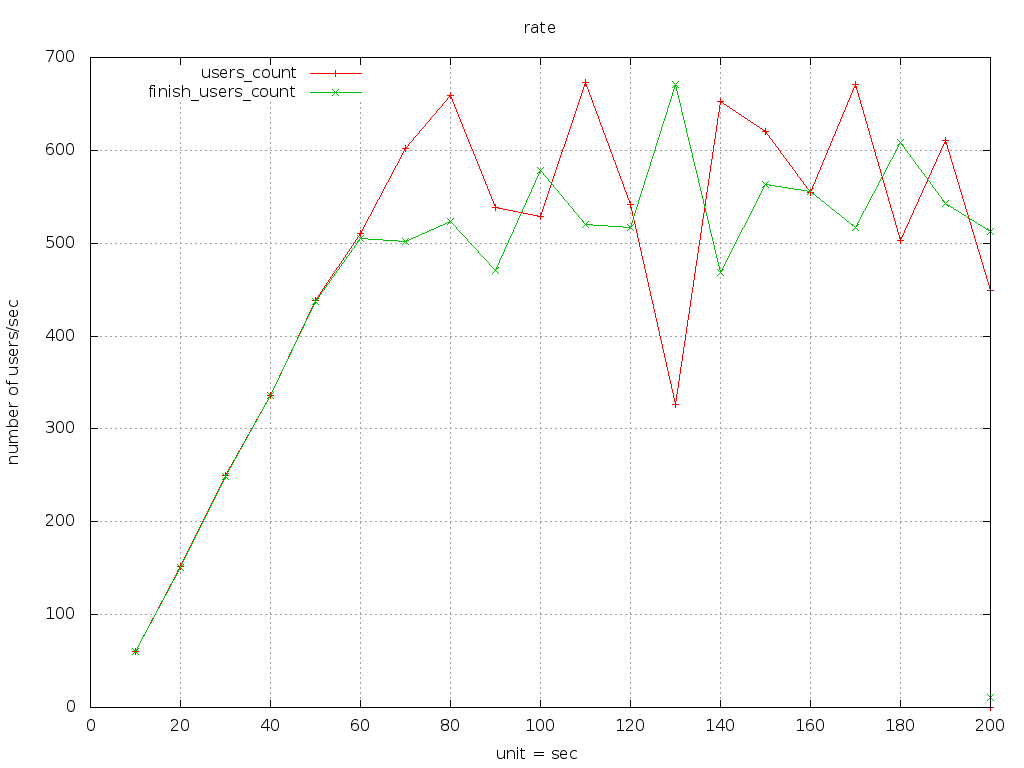 rate
700
600
500
400
300
200
100
0
number of users/sec
users_count
finish_users_count
0 20 40 60 80 100 120 140 160 180 200
unit = sec